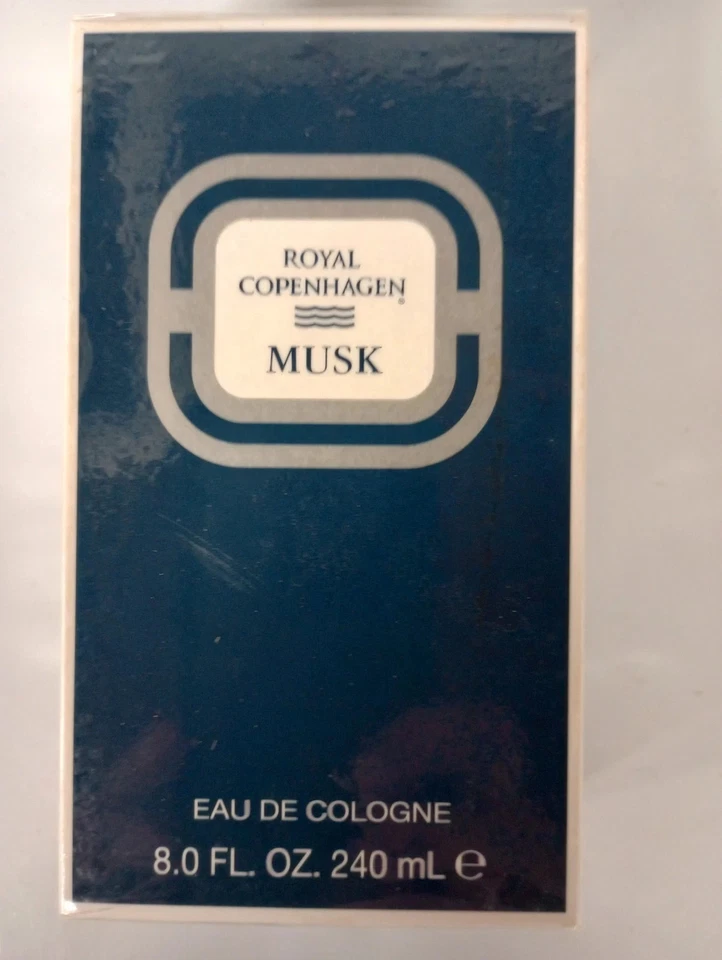 ROYAL
COPENHAGEN®
MUSK
EAU DE COLOGNE
8.0 FL. OZ. 240 mL ℮